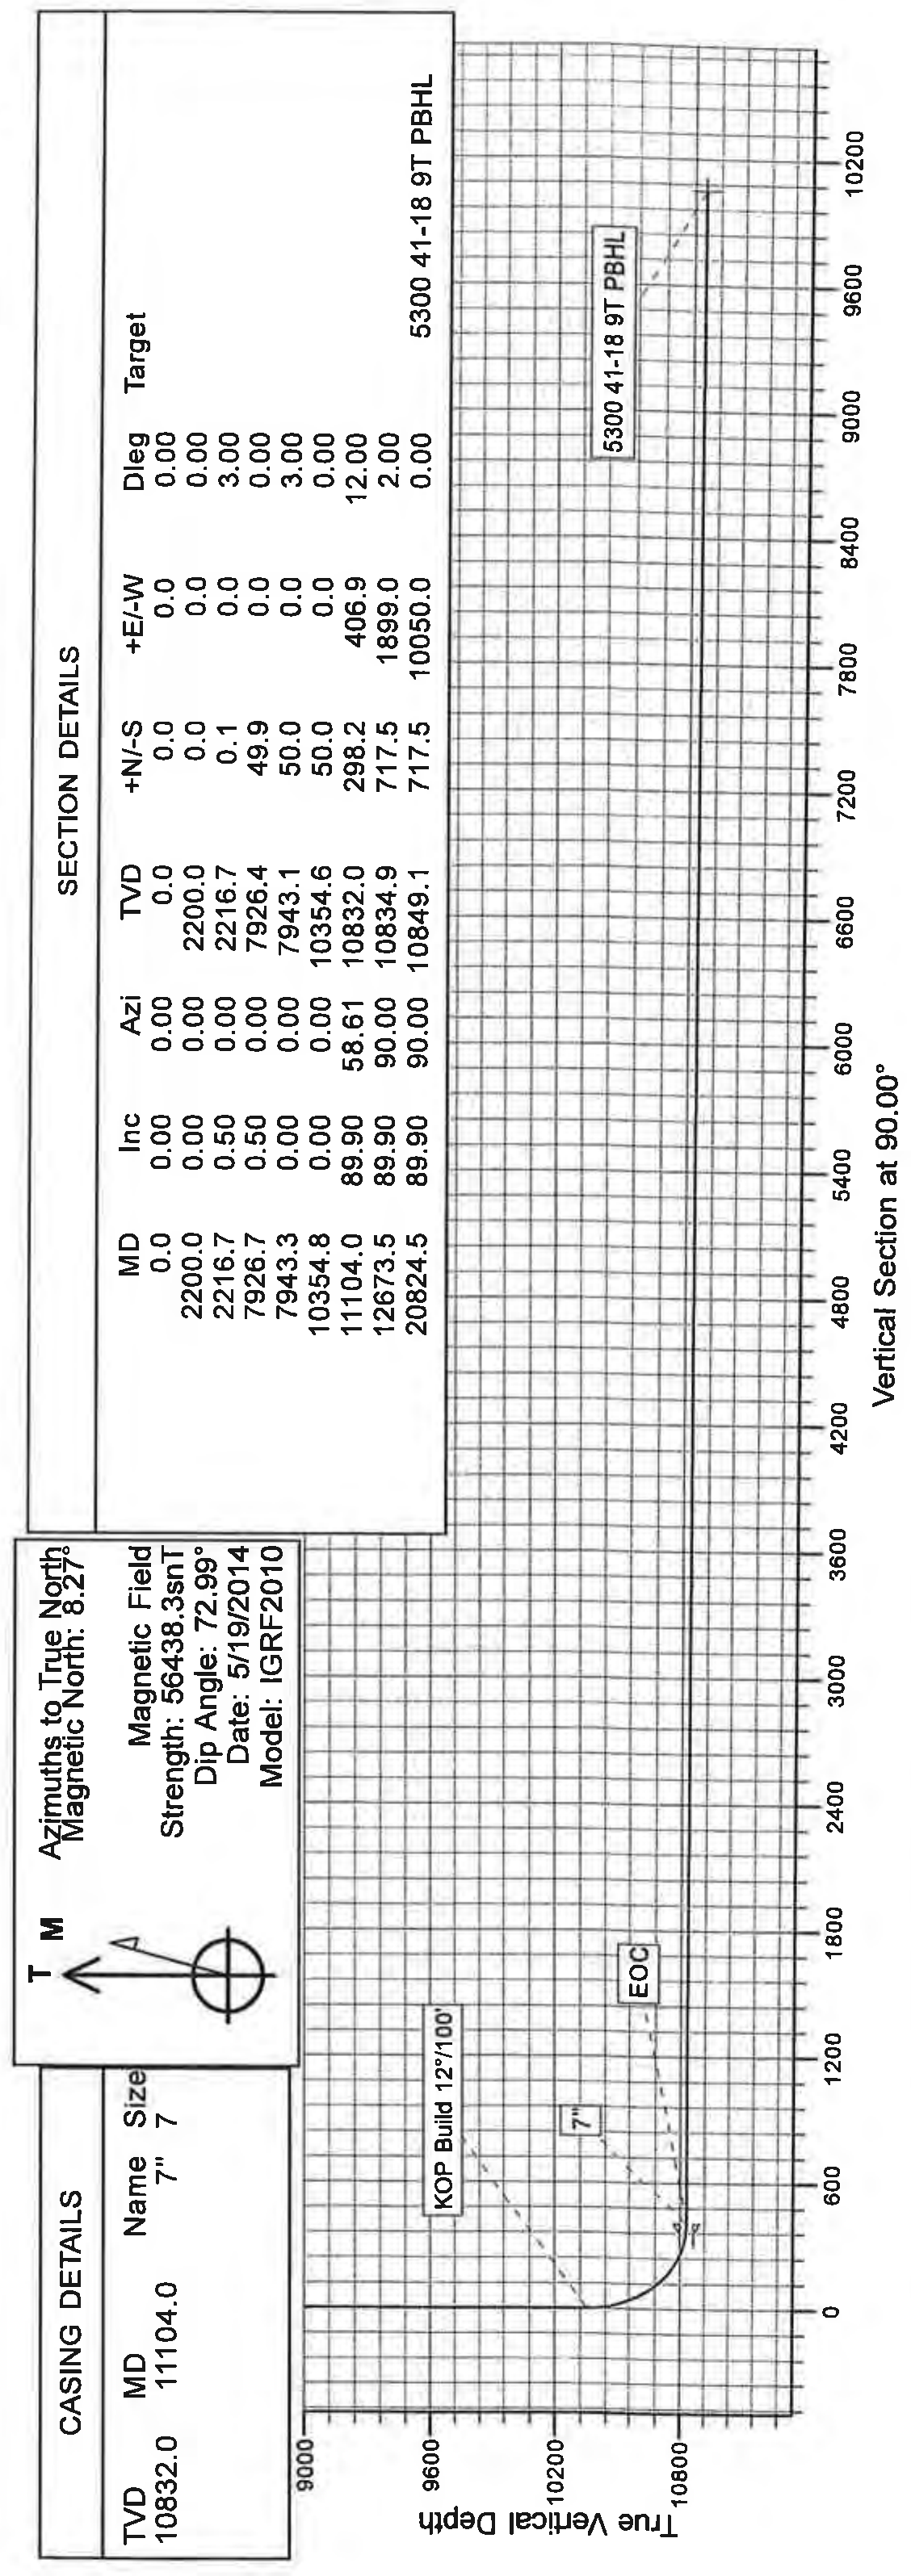 CASING DETAILS
TVD MD Name Size
10832.0 11104.0 7" 7
T M
Azimuths to True North
Magnetic North: 8.27°
Magnetic Field
Strength: 56438.3snT
Dip Angle: 72.99°
Date: 5/19/2014
Model: IGRF2010
SECTION DETAILS
MD Inc Azi TVD +N/-S +E/-W Dleg Target
0.0 0.00 0.00 0.0 0.0 0.0 0.00
2200.0 0.00 0.00 2200.0 0.0 0.0 0.00
2216.7 0.50 0.00 2216.7 0.1 0.0 3.00
7926.7 0.50 0.00 7926.4 49.9 0.0 0.00
7943.3 0.00 0.00 7943.1 50.0 0.0 3.00
10354.8 0.00 0.00 10354.6 50.0 0.0 0.00
11104.0 89.90 58.61 10832.0 298.2 406.9 12.00
12673.5 89.90 90.00 10834.9 717.5 1899.0 2.00
20824.5 89.90 90.00 10849.1 717.5 10050.0 0.00 5300 41-18 9T PBHL
9000
9600
10200
10800
True Vertical Depth
KOP Build 12°/100'
7"
EOC
5300 41-18 9T PBHL
0 600 1200 1800 2400 3000 3600 4200 4800 5400 6000 6600 7200 7800 8400 9000 9600 10200
Vertical Section at 90.00°